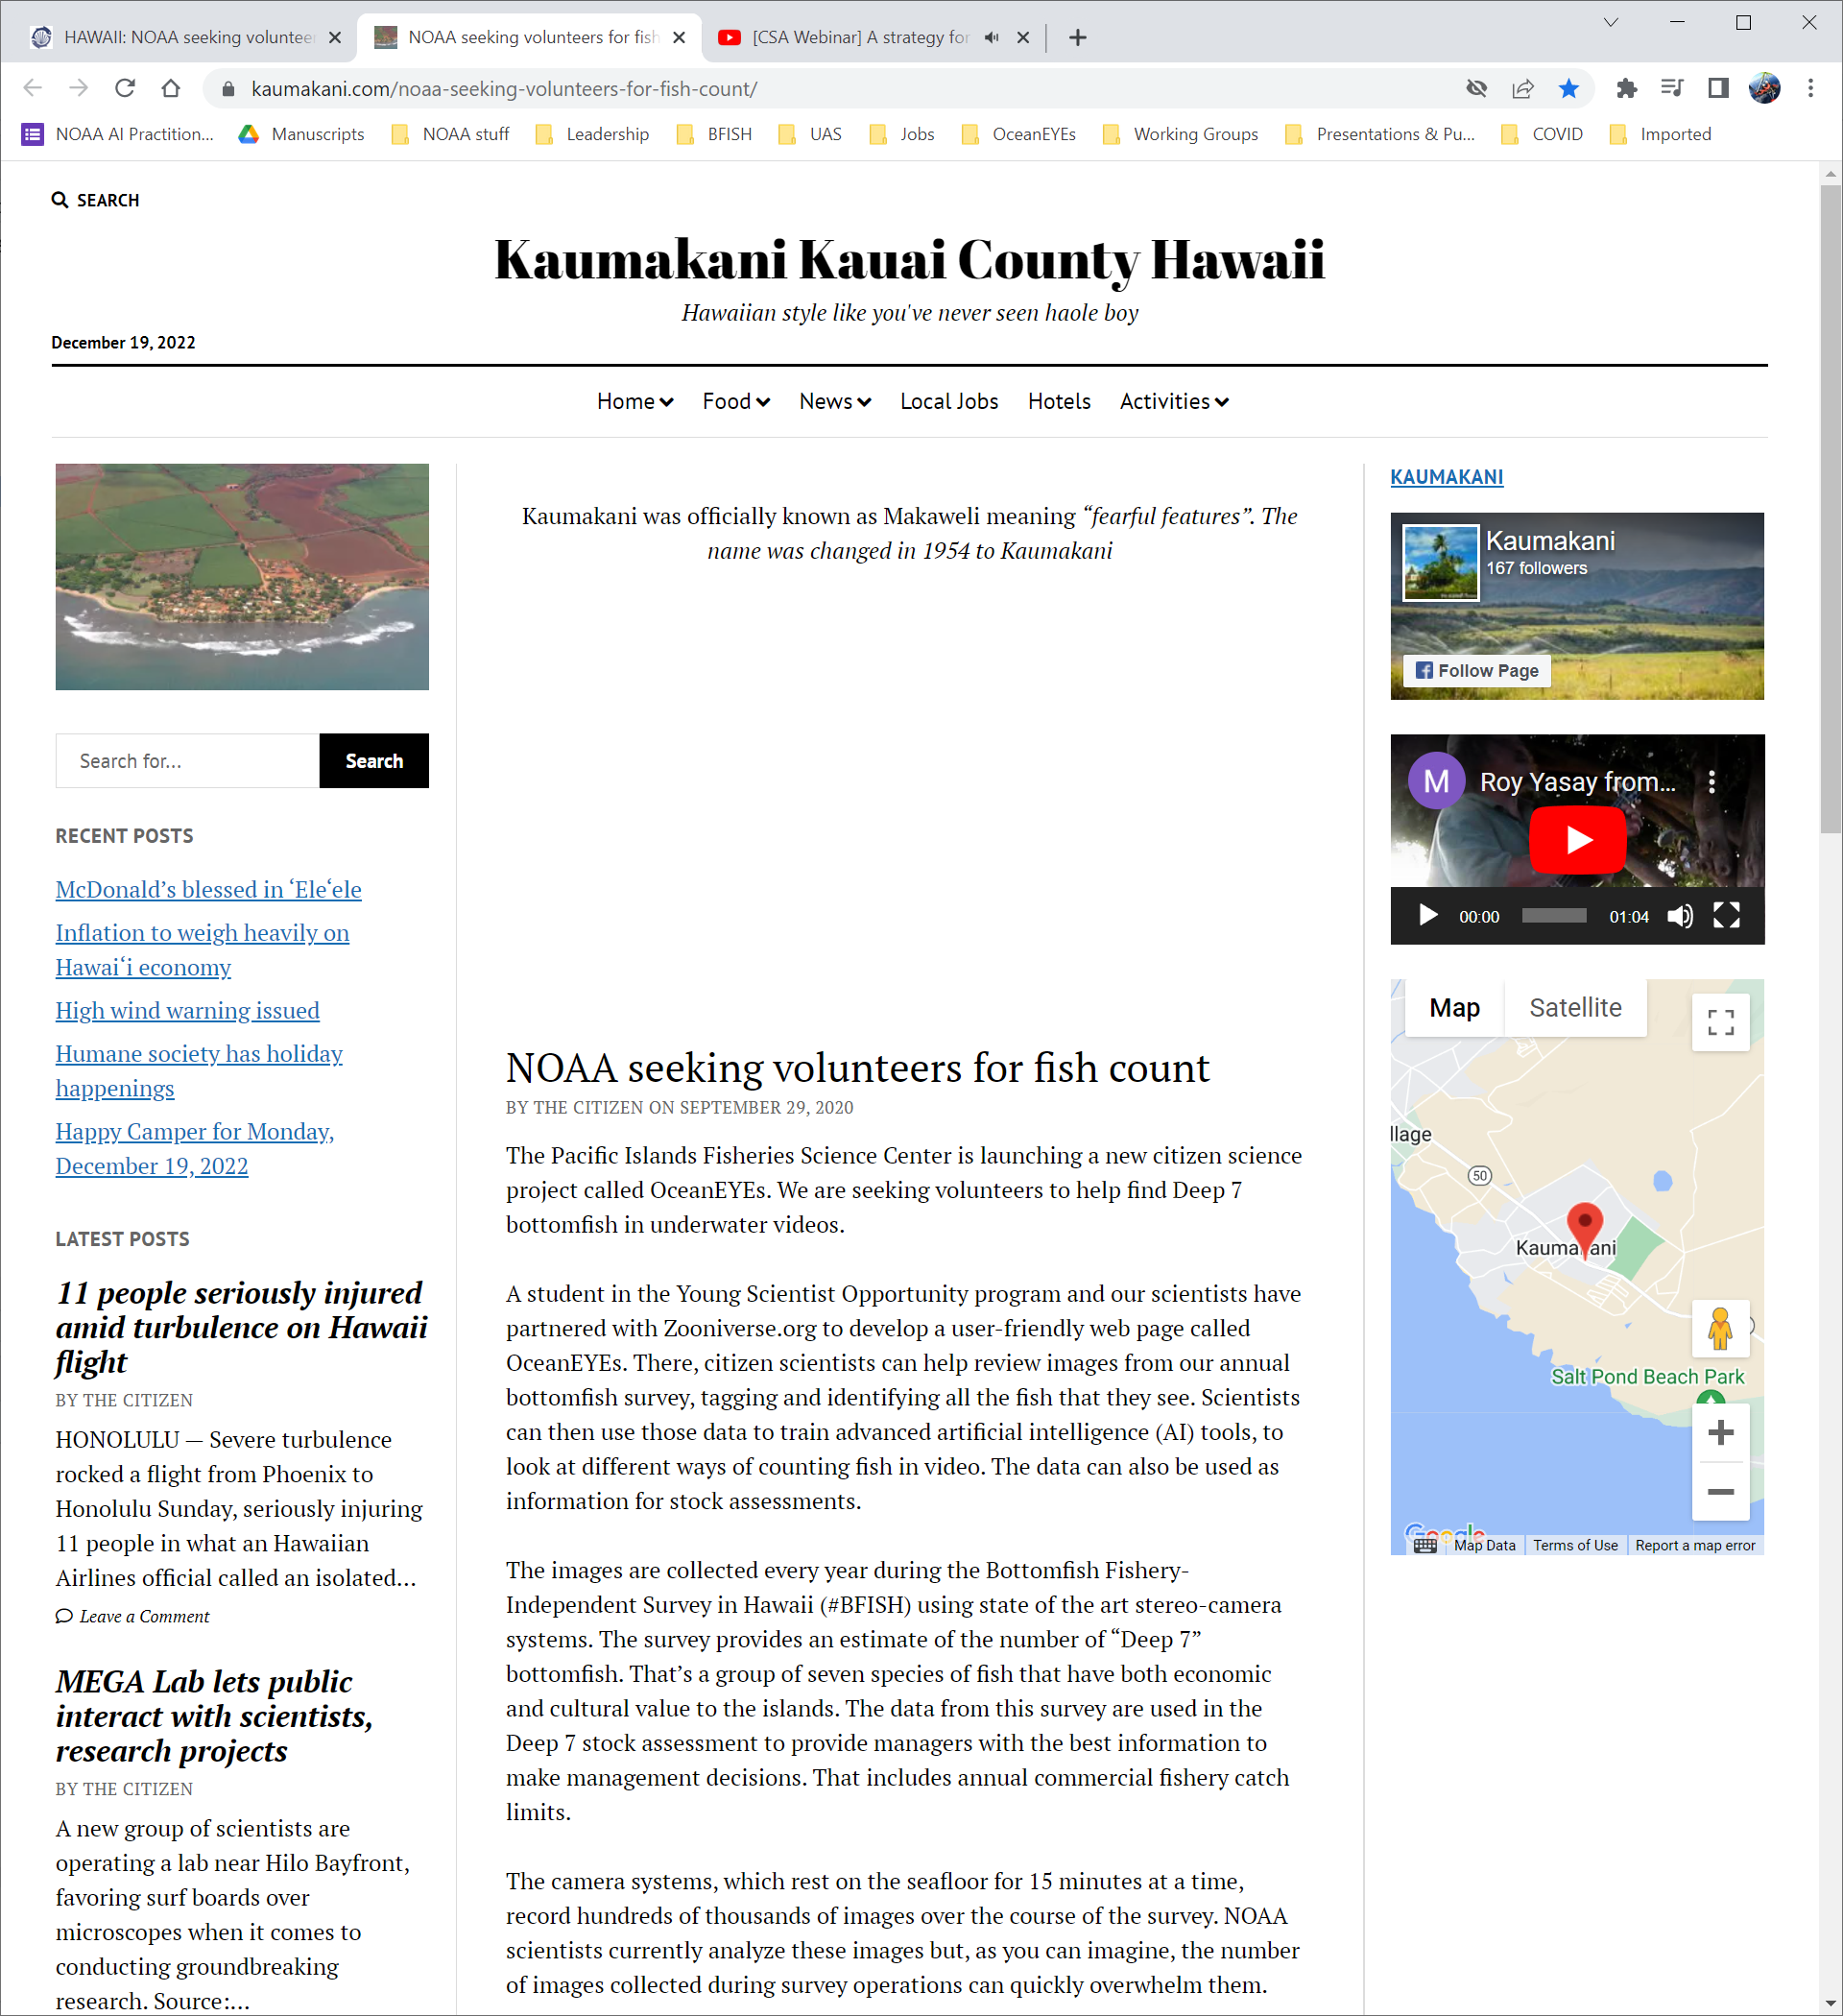 HAWAII: NOAA seeking volunteer
NOAA seeking volunteers for fish
[CSA Webinar] A strategy for
kaumakani.com/noaa-seeking-volunteers-for-fish-count/
NOAA AI Practition...
Manuscripts
NOAA stuff
Leadership
BFISH
UAS
Jobs
OceanEYEs
Working Groups
Presentations & Pu...
COVID
Imported
SEARCH
Kaumakani Kauai County Hawaii
Hawaiian style like you've never seen haole boy
December 19, 2022
Home
Food
News
Local Jobs
Hotels
Activities
Search for...
Search
RECENT POSTS
McDonald’s blessed in ‘Ele‘ele
Inflation to weigh heavily on
Hawai‘i economy
High wind warning issued
Humane society has holiday
happenings
Happy Camper for Monday,
December 19, 2022
LATEST POSTS
11 people seriously injured
amid turbulence on Hawaii
flight
BY THE CITIZEN
HONOLULU — Severe turbulence
rocked a flight from Phoenix to
Honolulu Sunday, seriously injuring
11 people in what an Hawaiian
Airlines official called an isolated...
Leave a Comment
MEGA Lab lets public
interact with scientists,
research projects
BY THE CITIZEN
A new group of scientists are
operating a lab near Hilo Bayfront,
favoring surf boards over
microscopes when it comes to
conducting groundbreaking
research. Source:...
Kaumakani was officially known as Makaweli meaning “fearful features”. The
name was changed in 1954 to Kaumakani
NOAA seeking volunteers for fish count
BY THE CITIZEN ON SEPTEMBER 29, 2020
The Pacific Islands Fisheries Science Center is launching a new citizen science
project called OceanEYEs. We are seeking volunteers to help find Deep 7
bottomfish in underwater videos.
A student in the Young Scientist Opportunity program and our scientists have
partnered with Zooniverse.org to develop a user-friendly web page called
OceanEYEs. There, citizen scientists can help review images from our annual
bottomfish survey, tagging and identifying all the fish that they see. Scientists
can then use those data to train advanced artificial intelligence (AI) tools, to
look at different ways of counting fish in video. The data can also be used as
information for stock assessments.
The images are collected every year during the Bottomfish Fishery-
Independent Survey in Hawaii (#BFISH) using state of the art stereo-camera
systems. The survey provides an estimate of the number of “Deep 7”
bottomfish. That’s a group of seven species of fish that have both economic
and cultural value to the islands. The data from this survey are used in the
Deep 7 stock assessment to provide managers with the best information to
make management decisions. That includes annual commercial fishery catch
limits.
The camera systems, which rest on the seafloor for 15 minutes at a time,
record hundreds of thousands of images over the course of the survey. NOAA
scientists currently analyze these images but, as you can imagine, the number
of images collected during survey operations can quickly overwhelm them.
KAUMAKANI
Kaumakani
167 followers
Follow Page
M
Roy Yasay from...
00:00
01:04
Map
Satellite
llage
50
Kaumakani
Salt Pond Beach Park
Google
Map Data
Terms of Use
Report a map error